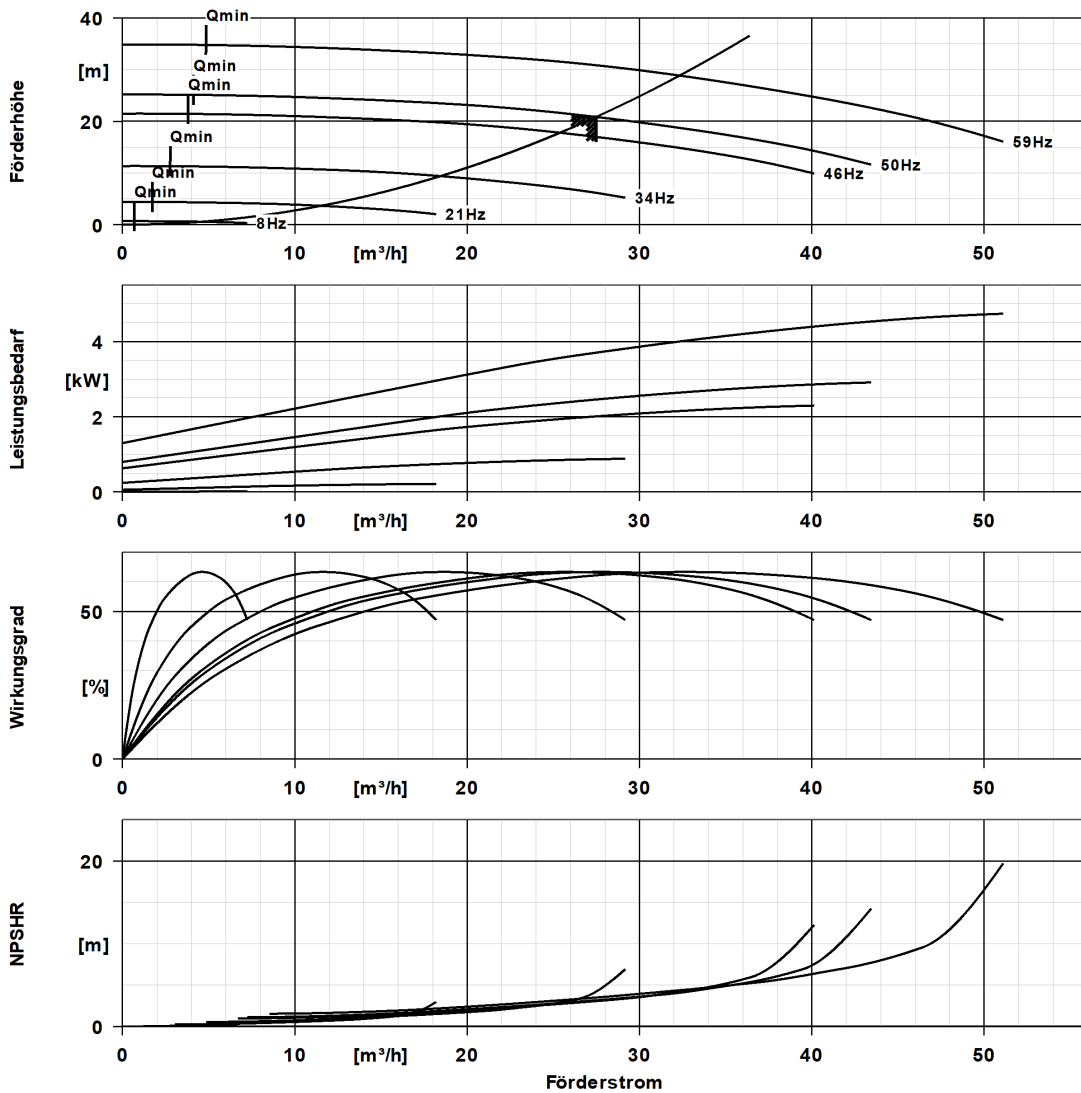 Qmin
40
[m]
Qmin
Qmin
Förderhöhe
20
Qmin
59Hz
50Hz
46Hz
Qmin
Qmin
34Hz
21Hz
8Hz
0
0 10 [m³/h] 20 30 40 50
Leistungsbedarf
4
[kW]
2
0
0 10 [m³/h] 20 30 40 50
Wirkungsgrad
50
[%]
0
0 10 [m³/h] 20 30 40 50
NPSHR
20
[m]
0
0 10 [m³/h] 20 30 40 50
Förderstrom